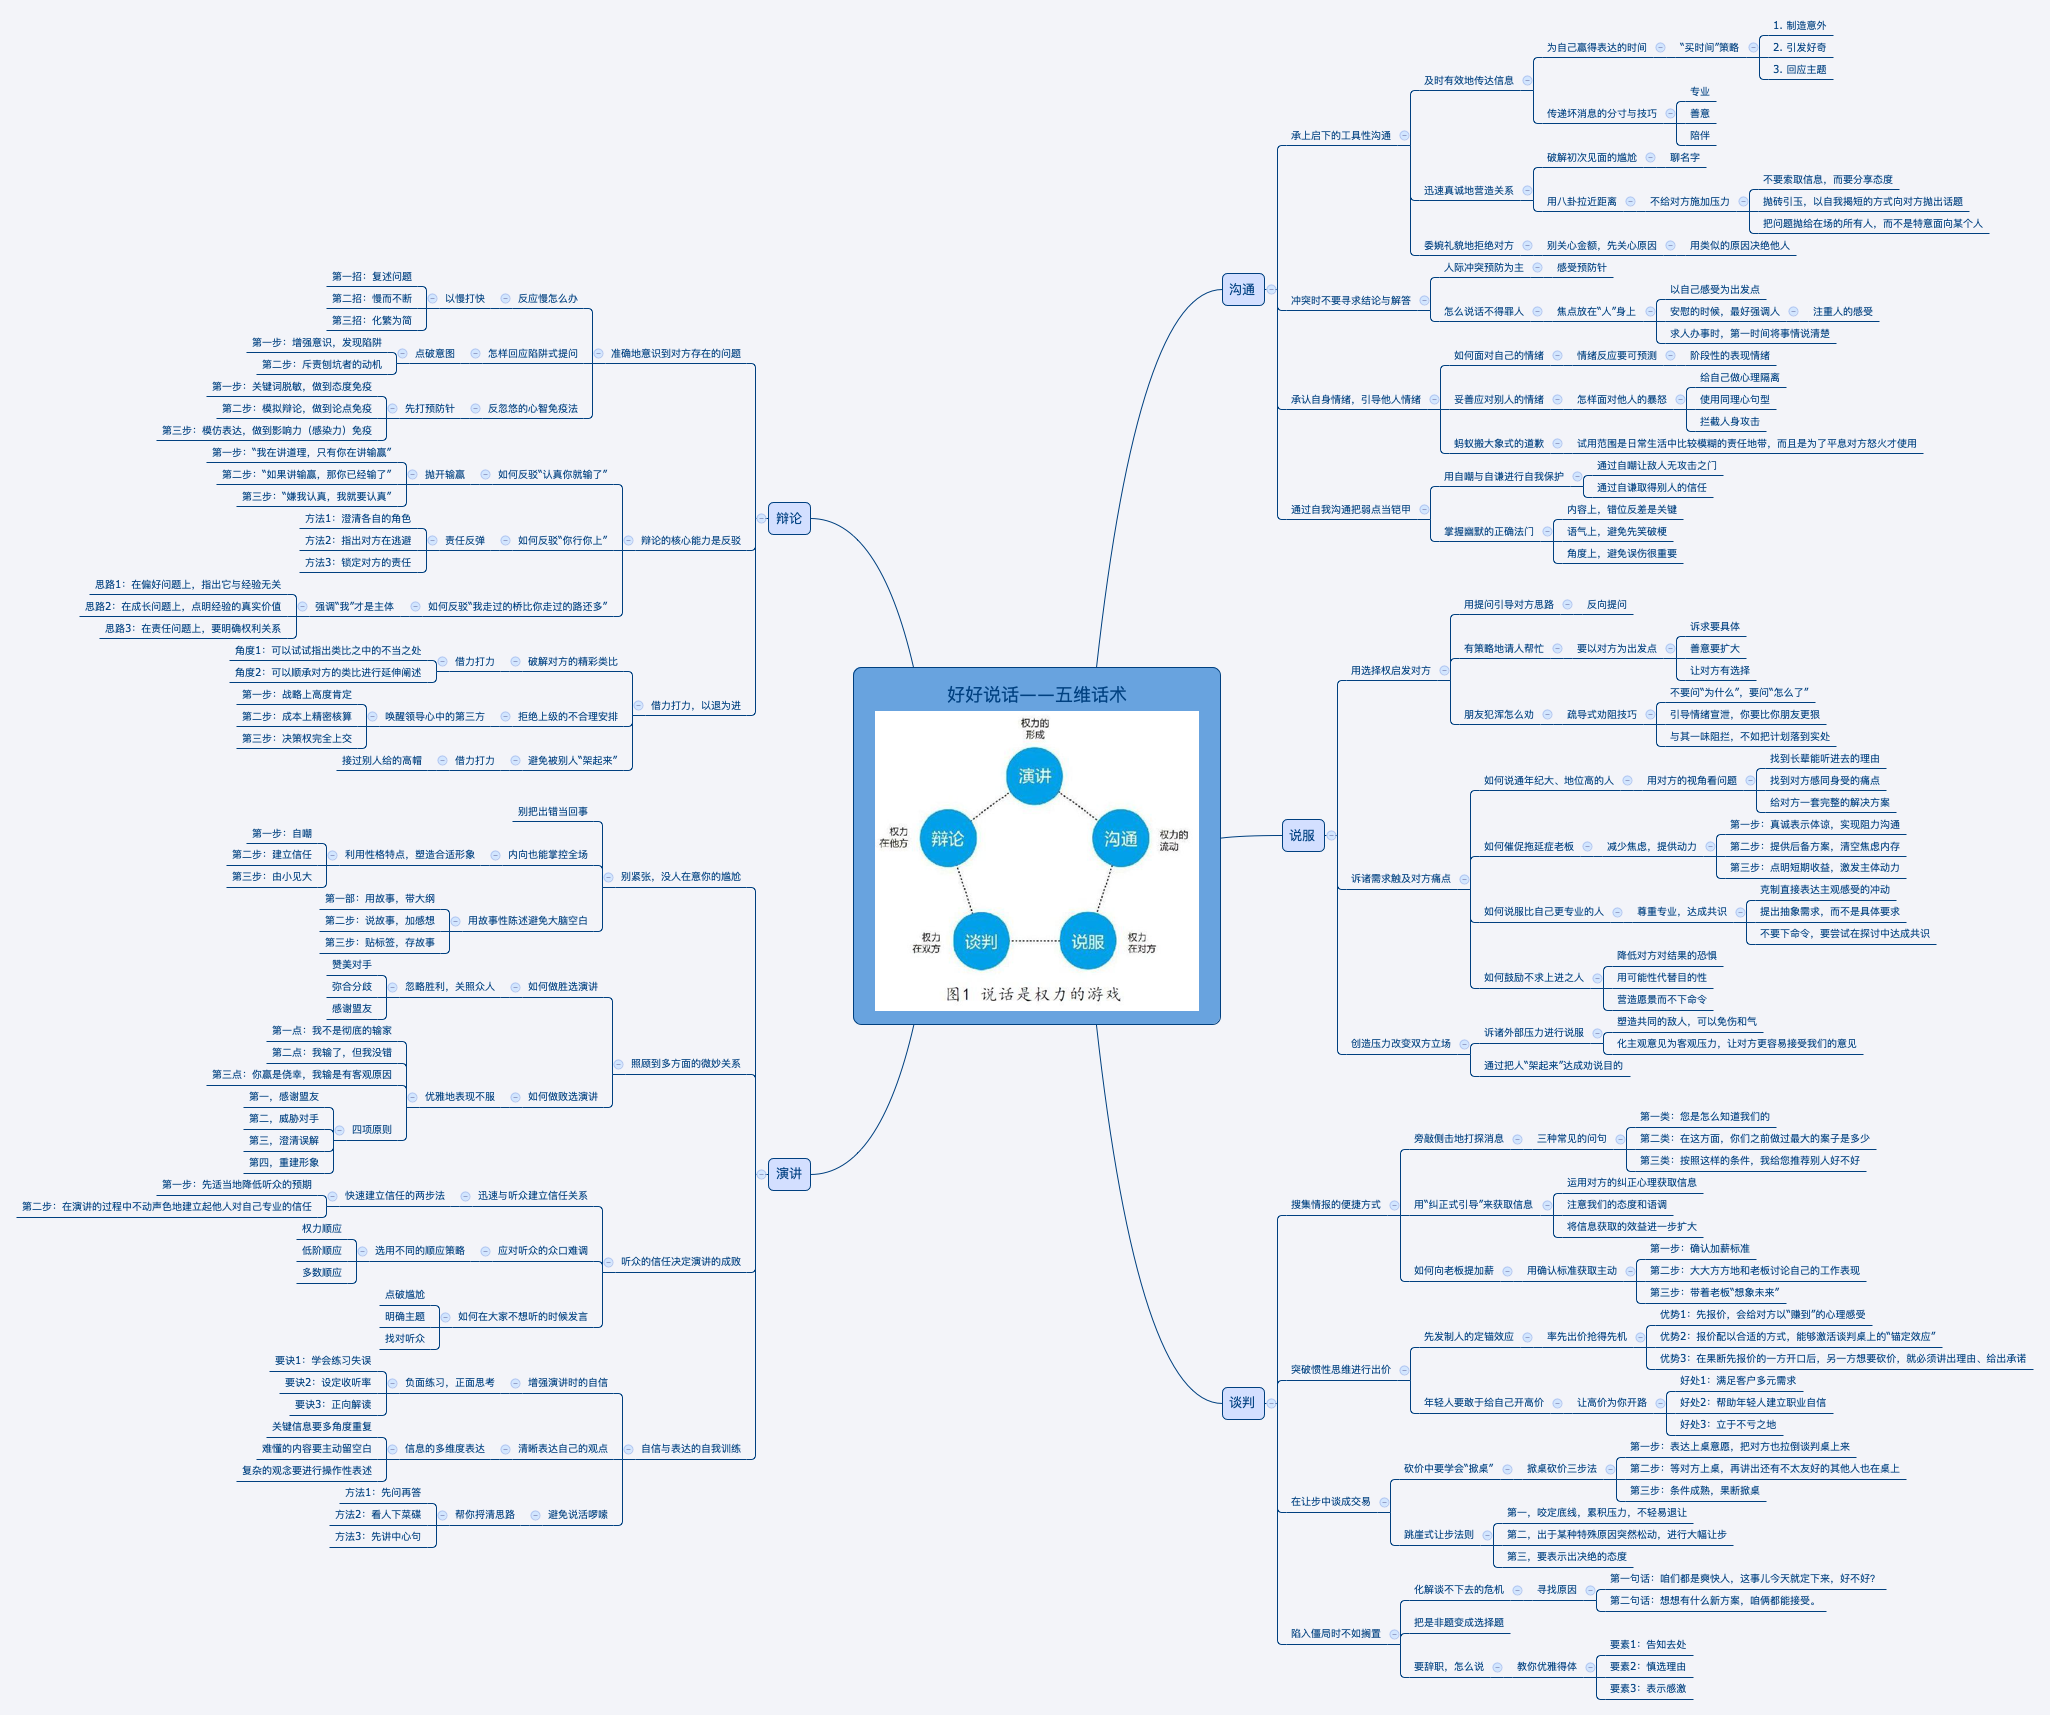 好好说话——五维话术
权力的
形成
演讲
辩论
权力
在他方
沟通
权力的
流动
谈判
权力
在双方
说服
权力
在对方
图1 说话是权力的游戏
沟通
承上启下的工具性沟通
及时有效地传达信息
为自己赢得表达的时间
“买时间”策略
1. 制造意外
2. 引发好奇
3. 回应主题
传递坏消息的分寸与技巧
专业
善意
陪伴
迅速真诚地营造关系
破解初次见面的尴尬
聊名字
用八卦拉近距离
不给对方施加压力
不要索取信息，而要分享态度
抛砖引玉，以自我揭短的方式向对方抛出话题
把问题抛给在场的所有人，而不是特意面向某个人
委婉礼貌地拒绝对方
别关心金额，先关心原因
用类似的原因决绝他人
冲突时不要寻求结论与解答
人际冲突预防为主
感受预防针
怎么说话不得罪人
焦点放在“人”身上
以自己感受为出发点
安慰的时候，最好强调人
注重人的感受
求人办事时，第一时间将事情说清楚
承认自身情绪，引导他人情绪
如何面对自己的情绪
情绪反应要可预测
阶段性的表现情绪
妥善应对别人的情绪
怎样面对他人的暴怒
给自己做心理隔离
使用同理心句型
拦截人身攻击
蚂蚁搬大象式的道歉
试用范围是日常生活中比较模糊的责任地带，而且是为了平息对方怒火才使用
通过自我沟通把弱点当铠甲
用自嘲与自谦进行自我保护
通过自嘲让敌人无攻击之门
通过自谦取得别人的信任
掌握幽默的正确法门
内容上，错位反差是关键
语气上，避免先笑破梗
角度上，避免误伤很重要
说服
用选择权启发对方
用提问引导对方思路
反向提问
有策略地请人帮忙
要以对方为出发点
诉求要具体
善意要扩大
让对方有选择
朋友犯浑怎么劝
疏导式劝阻技巧
不要问“为什么”，要问“怎么了”
引导情绪宣泄，你要比你朋友更狠
与其一味阻拦，不如把计划落到实处
诉诸需求触及对方痛点
如何说通年纪大、地位高的人
用对方的视角看问题
找到长辈能听进去的理由
找到对方感同身受的痛点
给对方一套完整的解决方案
如何催促拖延症老板
减少焦虑，提供动力
第一步：真诚表示体谅，实现阻力沟通
第二步：提供后备方案，清空焦虑内存
第三步：点明短期收益，激发主体动力
如何说服比自己更专业的人
尊重专业，达成共识
克制直接表达主观感受的冲动
提出抽象需求，而不是具体要求
不要下命令，要尝试在探讨中达成共识
如何鼓励不求上进之人
降低对方对结果的恐惧
用可能性代替目的性
营造愿景而不下命令
创造压力改变双方立场
诉诸外部压力进行说服
塑造共同的敌人，可以免伤和气
化主观意见为客观压力，让对方更容易接受我们的意见
通过把人“架起来”达成劝说目的
谈判
搜集情报的便捷方式
旁敲侧击地打探消息
三种常见的问句
第一类：您是怎么知道我们的
第二类：在这方面，你们之前做过最大的案子是多少
第三类：按照这样的条件，我给您推荐别人好不好
用“纠正式引导”来获取信息
运用对方的纠正心理获取信息
注意我们的态度和语调
将信息获取的效益进一步扩大
如何向老板提加薪
用确认标准获取主动
第一步：确认加薪标准
第二步：大大方方地和老板讨论自己的工作表现
第三步：带着老板“想象未来”
突破惯性思维进行出价
先发制人的定锚效应
率先出价抢得先机
优势1：先报价，会给对方以“赚到”的心理感受
优势2：报价配以合适的方式，能够激活谈判桌上的“锚定效应”
优势3：在果断先报价的一方开口后，另一方想要砍价，就必须讲出理由、给出承诺
年轻人要敢于给自己开高价
让高价为你开路
好处1：满足客户多元需求
好处2：帮助年轻人建立职业自信
好处3：立于不亏之地
在让步中谈成交易
砍价中要学会“掀桌”
掀桌砍价三步法
第一步：表达上桌意愿，把对方也拉倒谈判桌上来
第二步：等对方上桌，再讲出还有不太友好的其他人也在桌上
第三步：条件成熟，果断掀桌
跳崖式让步法则
第一，咬定底线，累积压力，不轻易退让
第二，出于某种特殊原因突然松动，进行大幅让步
第三，要表示出决绝的态度
陷入僵局时不如搁置
化解谈不下去的危机
寻找原因
第一句话：咱们都是爽快人，这事儿今天就定下来，好不好？
第二句话：想想有什么新方案，咱俩都能接受。
把是非题变成选择题
要辞职，怎么说
教你优雅得体
要素1：告知去处
要素2：慎选理由
要素3：表示感激
辩论
准确地意识到对方存在的问题
反应慢怎么办
以慢打快
第一招：复述问题
第二招：慢而不断
第三招：化繁为简
怎样回应陷阱式提问
点破意图
第一步：增强意识，发现陷阱
第二步：斥责刨坑者的动机
反忽悠的心智免疫法
先打预防针
第一步：关键词脱敏，做到态度免疫
第二步：模拟辩论，做到论点免疫
第三步：模仿表达，做到影响力（感染力）免疫
辩论的核心能力是反驳
如何反驳“认真你就输了”
抛开输赢
第一步：“我在讲道理，只有你在讲输赢”
第二步：“如果讲输赢，那你已经输了”
第三步：“嫌我认真，我就要认真”
如何反驳“你行你上”
责任反弹
方法1：澄清各自的角色
方法2：指出对方在逃避
方法3：锁定对方的责任
如何反驳“我走过的桥比你走过的路还多”
强调“我”才是主体
思路1：在偏好问题上，指出它与经验无关
思路2：在成长问题上，点明经验的真实价值
思路3：在责任问题上，要明确权利关系
借力打力，以退为进
破解对方的精彩类比
借力打力
角度1：可以试试指出类比之中的不当之处
角度2：可以顺承对方的类比进行延伸阐述
拒绝上级的不合理安排
唤醒领导心中的第三方
第一步：战略上高度肯定
第二步：成本上精密核算
第三步：决策权完全上交
避免被别人“架起来”
借力打力
接过别人给的高帽
演讲
别紧张，没人在意你的尴尬
别把出错当回事
内向也能掌控全场
利用性格特点，塑造合适形象
第一步：自嘲
第二步：建立信任
第三步：由小见大
用故事性陈述避免大脑空白
第一部：用故事，带大纲
第二步：说故事，加感想
第三步：贴标签，存故事
照顾到多方面的微妙关系
如何做胜选演讲
忽略胜利，关照众人
赞美对手
弥合分歧
感谢盟友
如何做败选演讲
优雅地表现不服
第一点：我不是彻底的输家
第二点：我输了，但我没错
第三点：你赢是侥幸，我输是有客观原因
四项原则
第一，感谢盟友
第二，威胁对手
第三，澄清误解
第四，重建形象
听众的信任决定演讲的成败
迅速与听众建立信任关系
快速建立信任的两步法
第一步：先适当地降低听众的预期
第二步：在演讲的过程中不动声色地建立起他人对自己专业的信任
应对听众的众口难调
选用不同的顺应策略
权力顺应
低阶顺应
多数顺应
如何在大家不想听的时候发言
点破尴尬
明确主题
找对听众
自信与表达的自我训练
增强演讲时的自信
负面练习，正面思考
要诀1：学会练习失误
要诀2：设定收听率
要诀3：正向解读
清晰表达自己的观点
信息的多维度表达
关键信息要多角度重复
难懂的内容要主动留空白
复杂的观念要进行操作性表述
避免说活啰嗦
帮你捋清思路
方法1：先问再答
方法2：看人下菜碟
方法3：先讲中心句